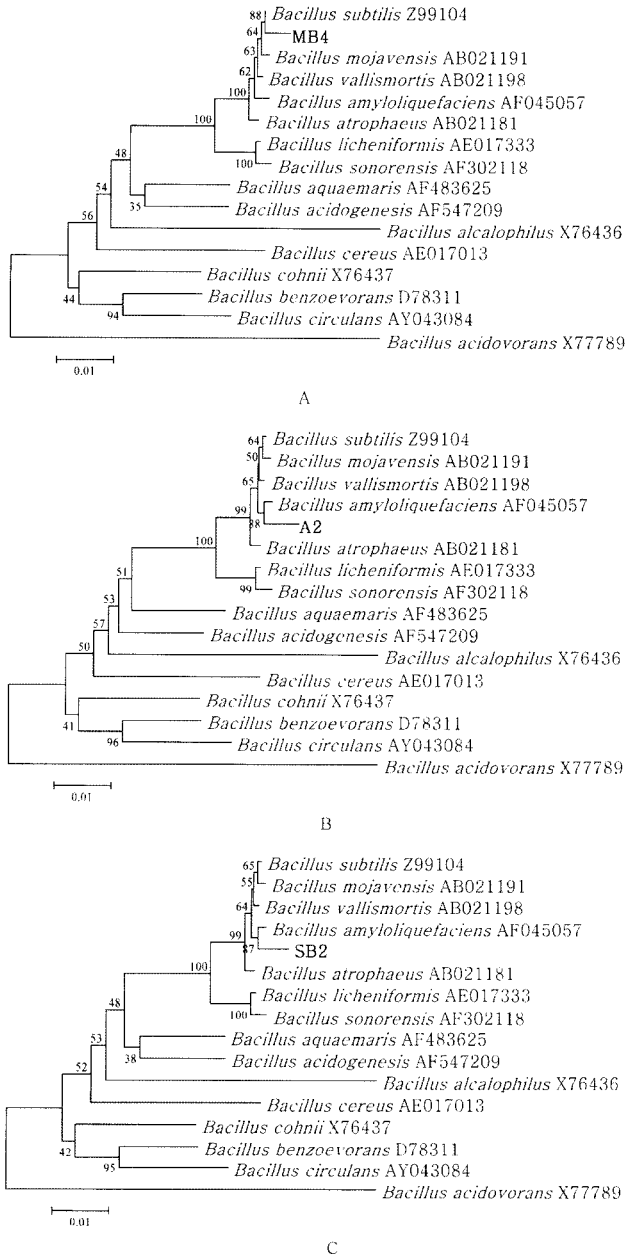 88 Bacillus subtilis Z99104
64 MB4
63 Bacillus mojavensis AB021191
62 Bacillus vallismortis AB021198
100 Bacillus amyloliquefaciens AF045057
100 Bacillus atrophaeus AB021181
Bacillus licheniformis AE017333
48 100 Bacillus sonorensis AF302118
54 Bacillus aquaemaris AF483625
35 Bacillus acidogenesis AF547209
56 Bacillus alcalophilus X76436
Bacillus cereus AE017013
Bacillus cohnii X76437
44 Bacillus benzoevorans D78311
94 Bacillus circulans AY043084
Bacillus acidovorans X77789
0.01
A
64 Bacillus subtilis Z99104
50 Bacillus mojavensis AB021191
65 Bacillus vallismortis AB021198
99 Bacillus amyloliquefaciens AF045057
88 A2
100 Bacillus atrophaeus AB021181
Bacillus licheniformis AE017333
51 99 Bacillus sonorensis AF302118
53 Bacillus aquaemaris AF483625
57 Bacillus acidogenesis AF547209
50 Bacillus alcalophilus X76436
Bacillus cereus AE017013
Bacillus cohnii X76437
41 Bacillus benzoevorans D78311
96 Bacillus circulans AY043084
Bacillus acidovorans X77789
0.01
B
65 Bacillus subtilis Z99104
55 Bacillus mojavensis AB021191
64 Bacillus vallismortis AB021198
99 Bacillus amyloliquefaciens AF045057
87 SB2
100 Bacillus atrophaeus AB021181
Bacillus licheniformis AE017333
48 100 Bacillus sonorensis AF302118
53 Bacillus aquaemaris AF483625
38 Bacillus acidogenesis AF547209
52 Bacillus alcalophilus X76436
Bacillus cereus AE017013
Bacillus cohnii X76437
42 Bacillus benzoevorans D78311
95 Bacillus circulans AY043084
Bacillus acidovorans X77789
0.01
C